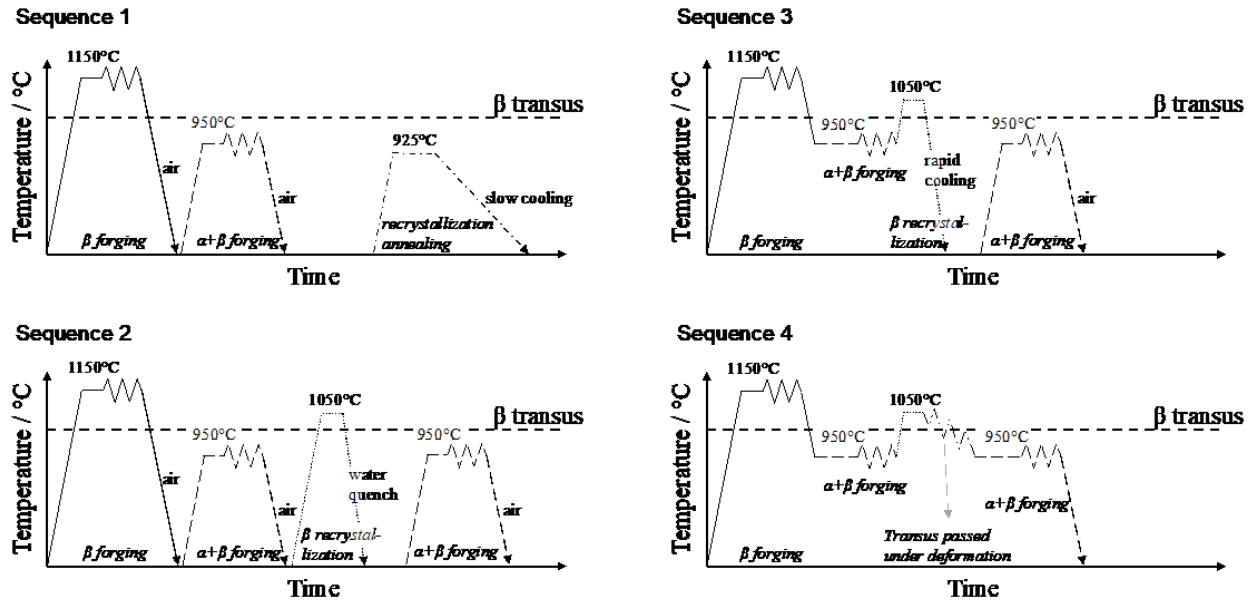 Sequence 1
1150°C
Temperature / °C
β transus
950°C
925°C
air
air
slow cooling
β forging
α+β forging
recrystallization
annealing
Time
Sequence 3
1150°C
1050°C
Temperature / °C
β transus
950°C
950°C
α+β forging
rapid
cooling
β forging
β recrystal-
lization
α+β forging
Time
Sequence 2
1150°C
1050°C
Temperature / °C
β transus
950°C
950°C
air
air
water
quench
air
β forging
α+β forging
β recrystal-
lization
α+β forging
Time
Sequence 4
1150°C
1050°C
Temperature / °C
β transus
950°C
950°C
α+β forging
α+β forging
β forging
Transus passed
under deformation
Time